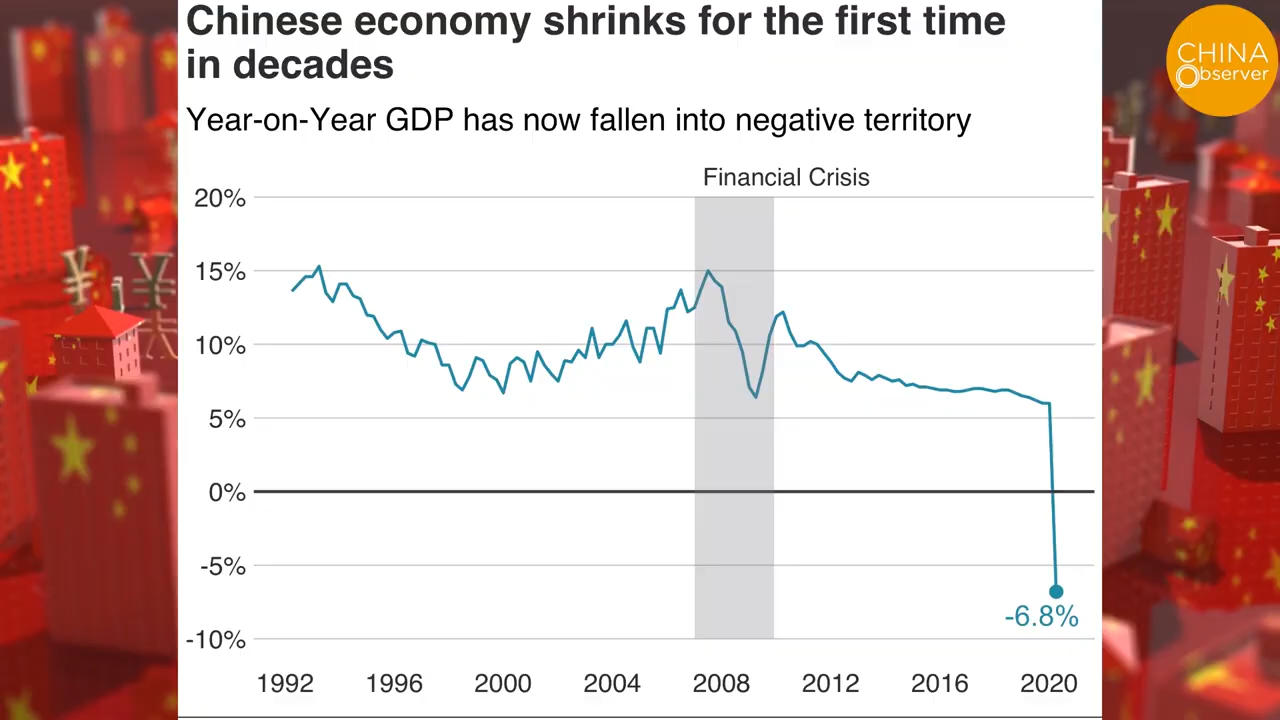 Chinese economy shrinks for the first time
in decades
Year-on-Year GDP has now fallen into negative territory
CHINA
Observer
Financial Crisis
20%
15%
10%
5%
0%
-5%
-10%
-6.8%
1992 1996 2000 2004 2008 2012 2016 2020
¥ ¥
¥